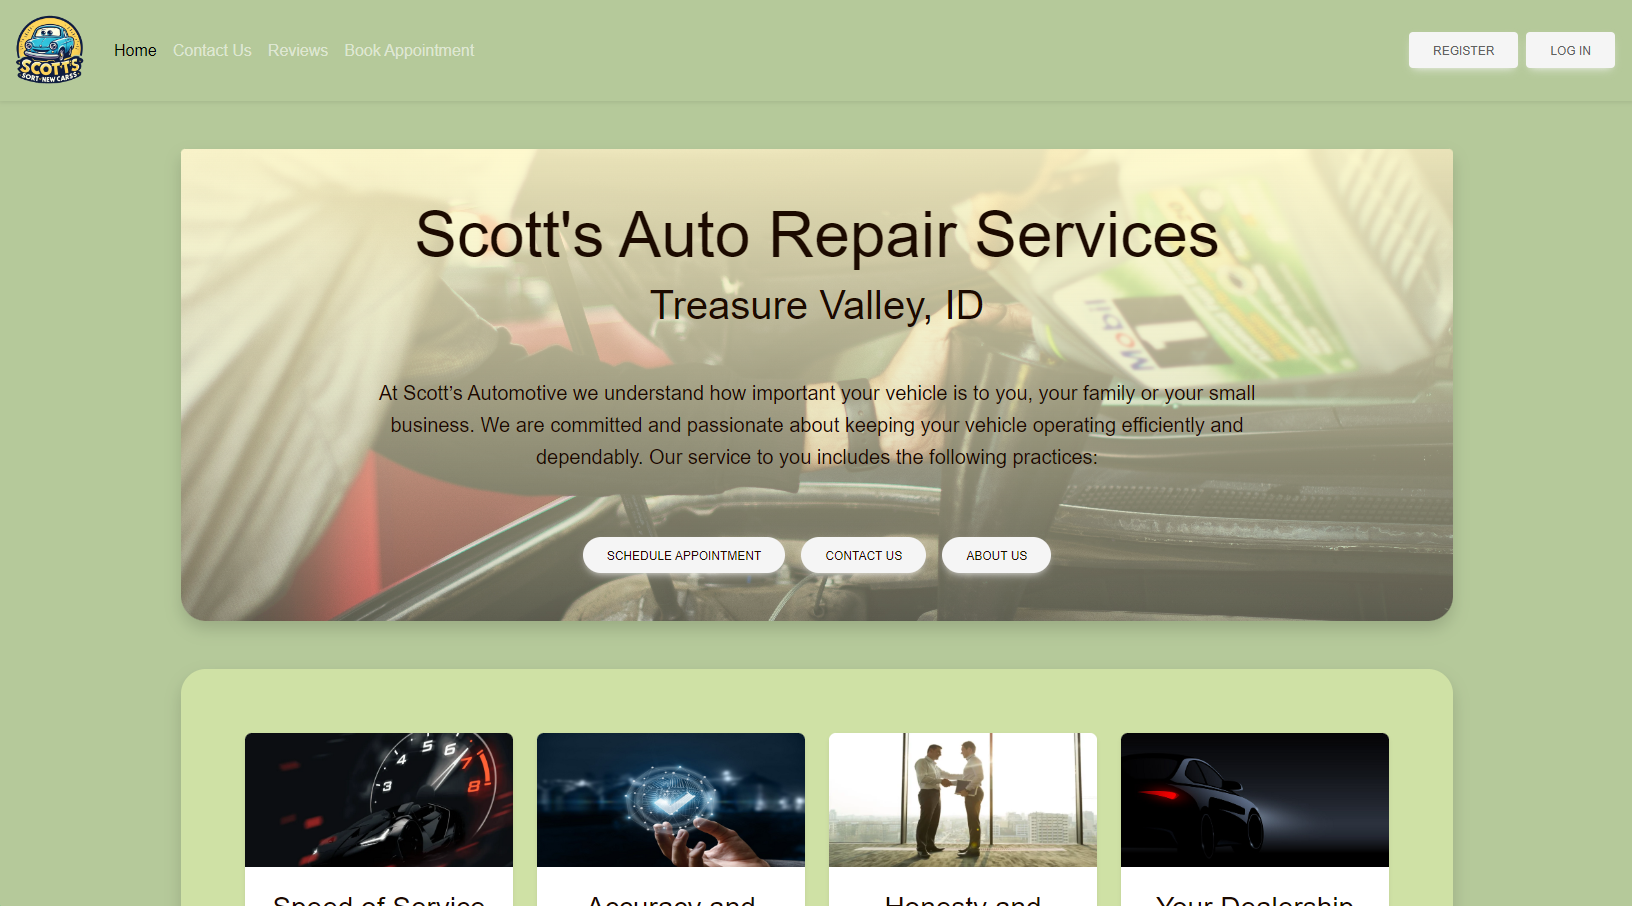 SCOTT'S
SORT-NEW CARSS
Home Contact Us Reviews Book Appointment
REGISTER LOG IN
Scott's Auto Repair Services
Treasure Valley, ID
Mobil 1
At Scott’s Automotive we understand how important your vehicle is to you, your family or your small
business. We are committed and passionate about keeping your vehicle operating efficiently and
dependably. Our service to you includes the following practices:
SCHEDULE APPOINTMENT CONTACT US ABOUT US
3 4 5 6 7 8
Speed of Service Accuracy and Honesty and Your Dealership